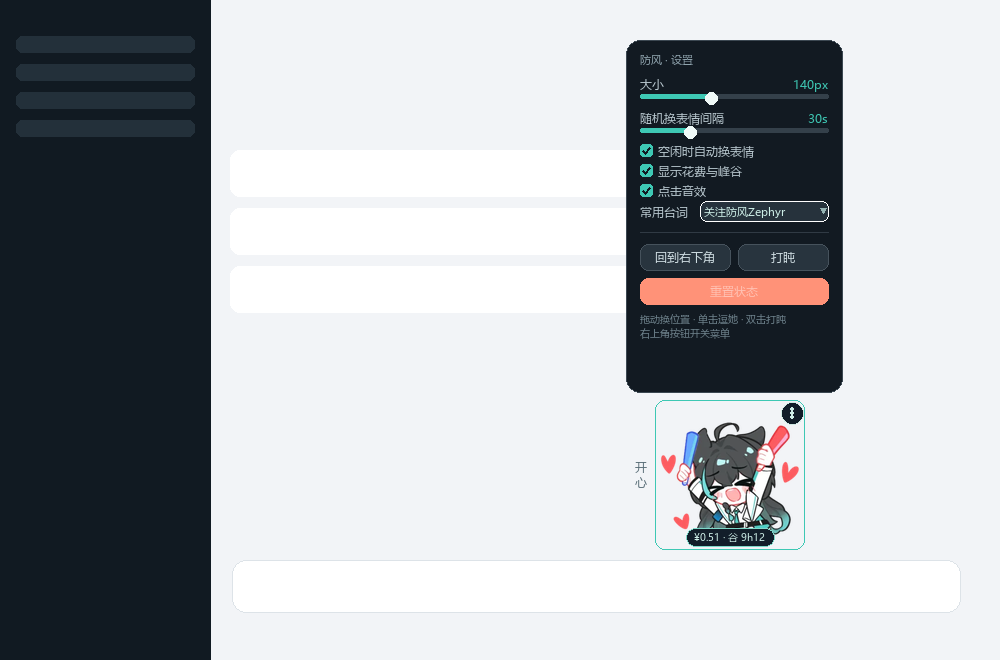 防风 · 设置
大小 140px
随机换表情间隔 30s
空闲时自动换表情
显示花费与峰谷
点击音效
常用台词 关注防风Zephyr
回到右下角 打盹
重置状态
拖动换位置 · 单击逗她 · 双击打盹
右上角按钮开关菜单
开心
¥0.51 · 谷 9h12